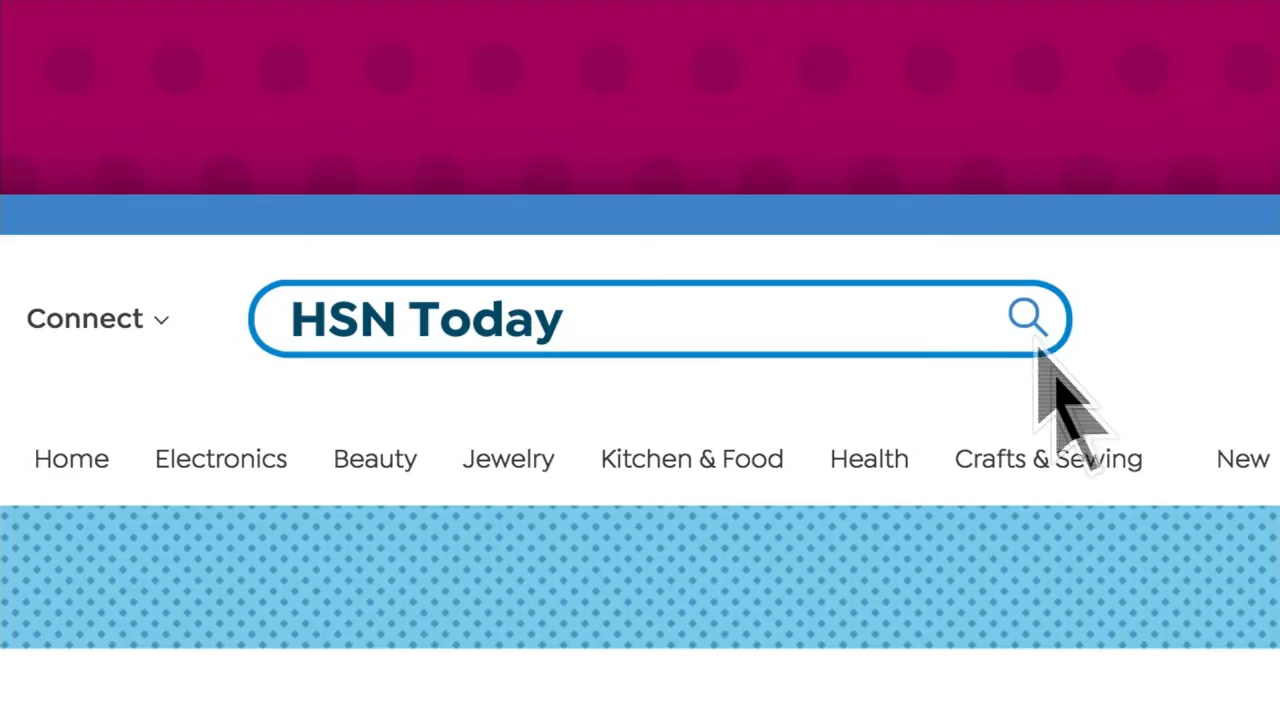 Connect
HSN Today
Home Electronics Beauty Jewelry Kitchen & Food Health Crafts & Sewing New